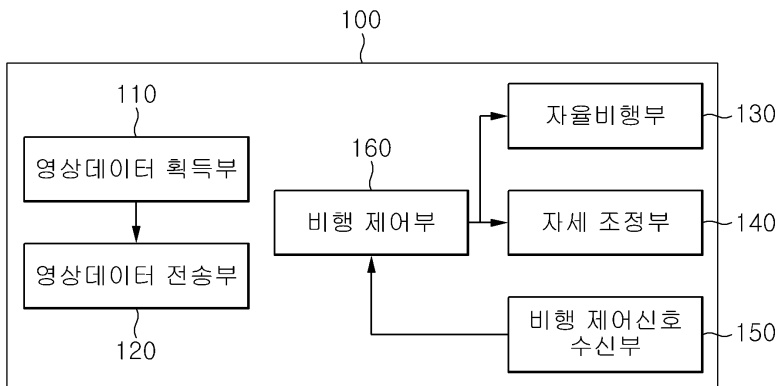 100
110
영상데이터 획득부
영상데이터 전송부
120
160
비행 제어부
자율비행부
130
자세 조정부
140
비행 제어신호
수신부
150